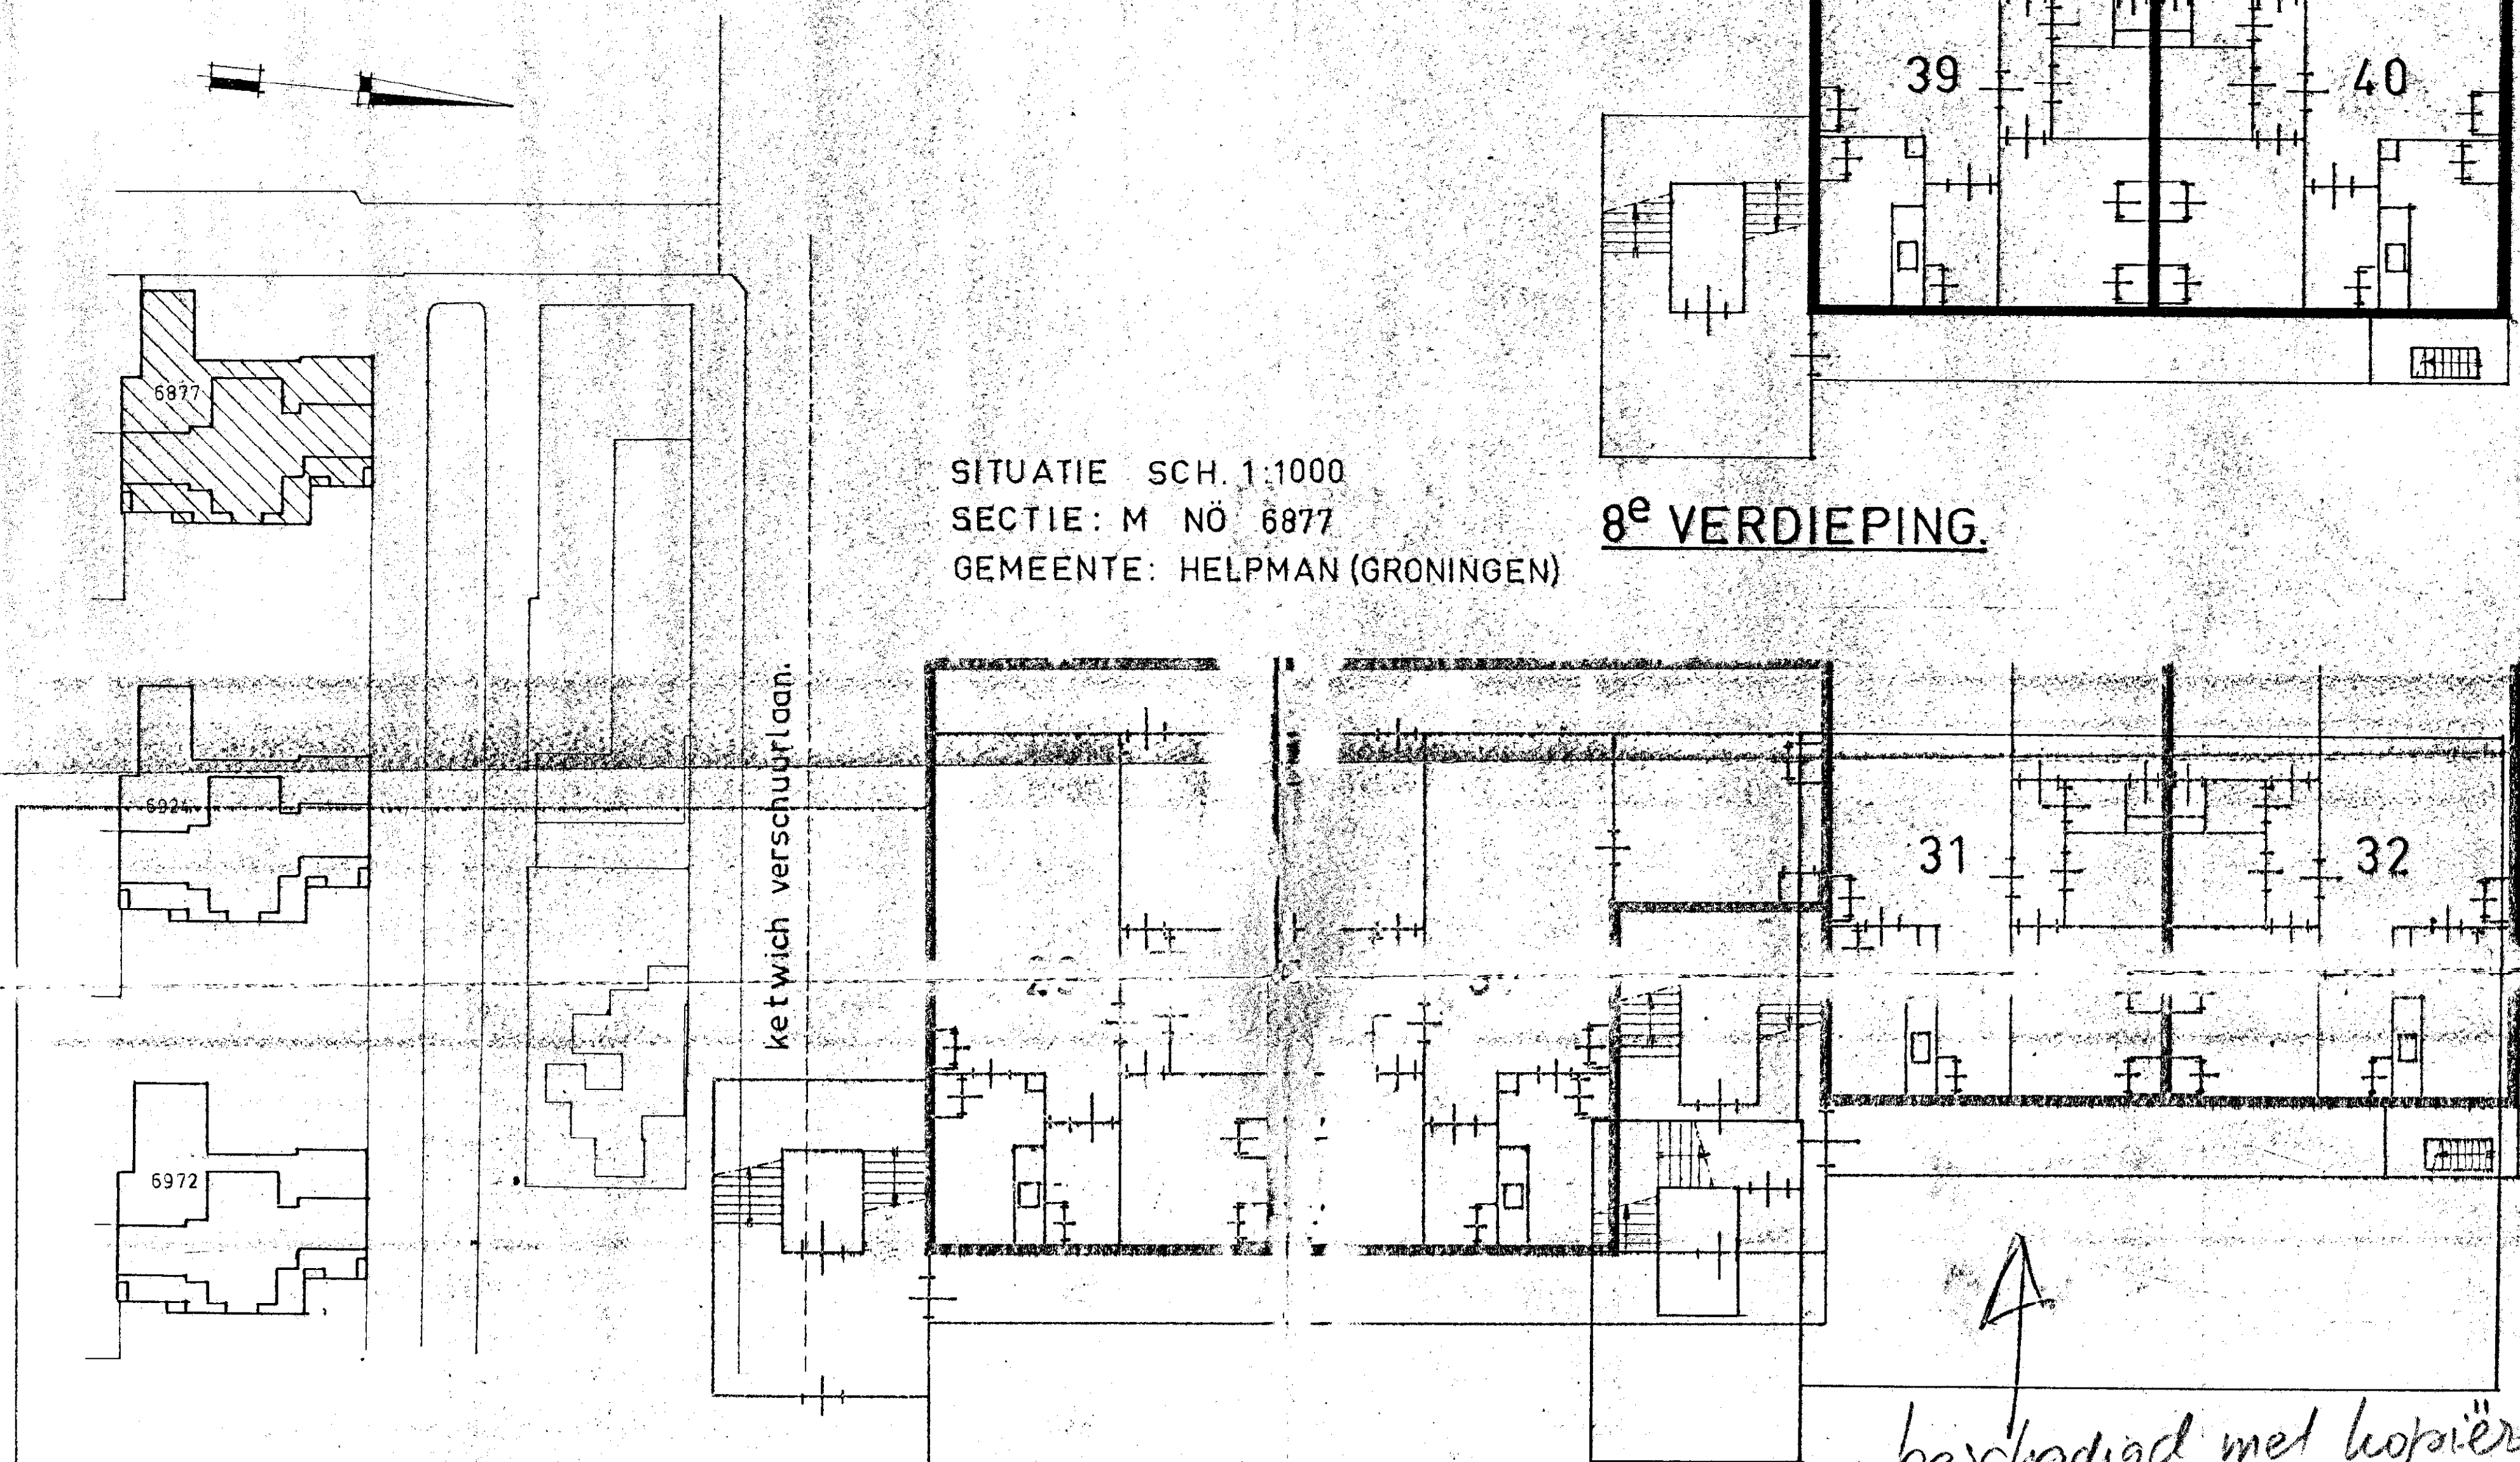 39
40
6877
SITUATIE SCH. 1:1000
SECTIE: M NÖ 6877
GEMEENTE: HELPMAN (GRONINGEN)
8e VERDIEPING.
ketwich verschuurlaan.
6924
31
32
6972
beschadigd met kopiër